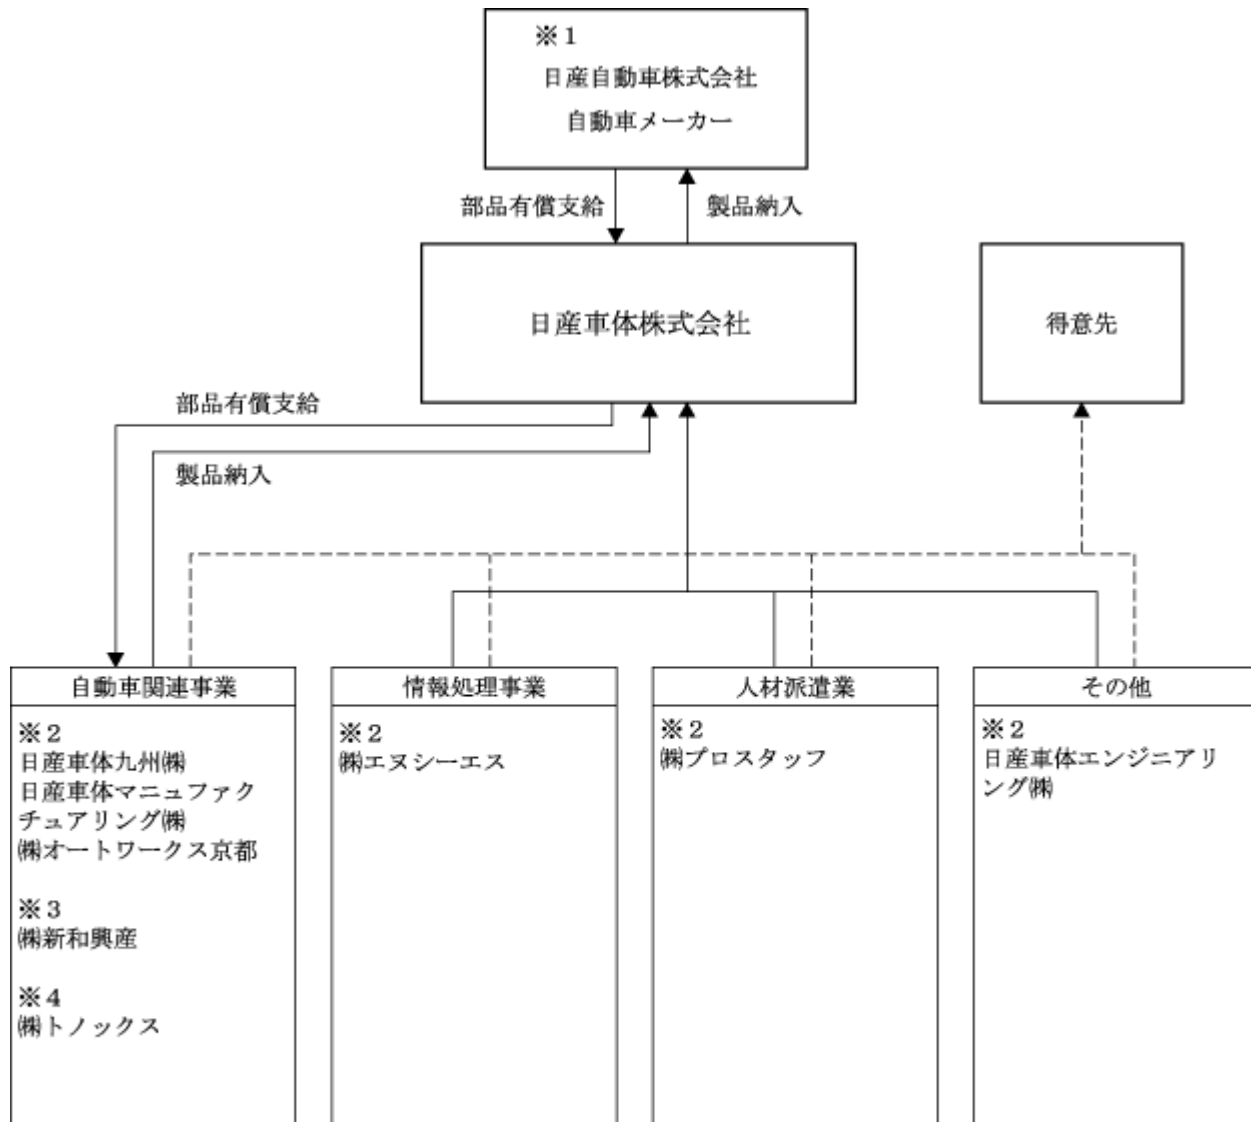 ※１
日産自動車株式会社
自動車メーカー
部品有償支給
製品納入
日産車体株式会社
得意先
部品有償支給
製品納入
自動車関連事業
※２
日産車体九州㈱
日産車体マニュファク
チュアリング㈱
㈱オートワークス京都
※３
㈱新和興産
※４
㈱トノックス
情報処理事業
※２
㈱エヌシーエス
人材派遣業
※２
㈱プロスタッフ
その他
※２
日産車体エンジニアリ
ング㈱